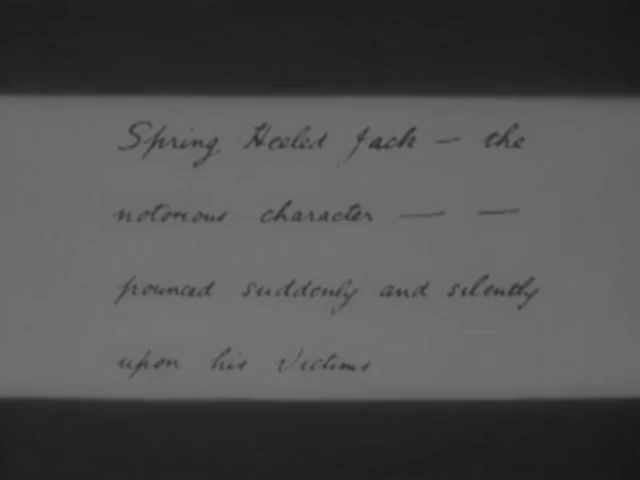 Spring Heeled Jack — the
notorious character — —
pounced suddenly and silently
upon his Victims.